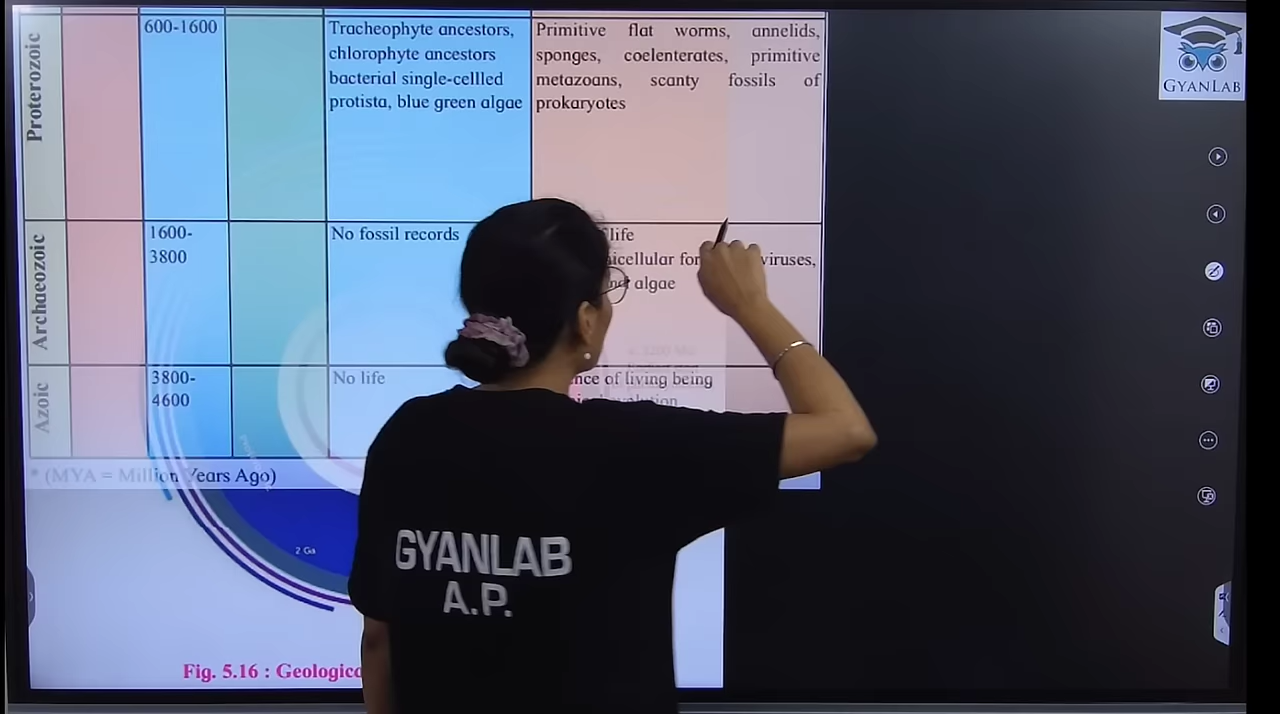 Proterozoic
600-1600
Tracheophyte ancestors,
chlorophyte ancestors
bacterial single-cellled
protista, blue green algae
Primitive flat worms, annelids,
sponges, coelenterates, primitive
metazoans, scanty fossils of
prokaryotes
Archaeozoic
1600-
3800
No fossil records
life
viruses,
algae
Azoic
3800-
4600
No life
of living being
* (MYA = Million Years Ago)
2 Ga
Fig. 5.16 :
GYANLAB
GYANLAB
A.P.